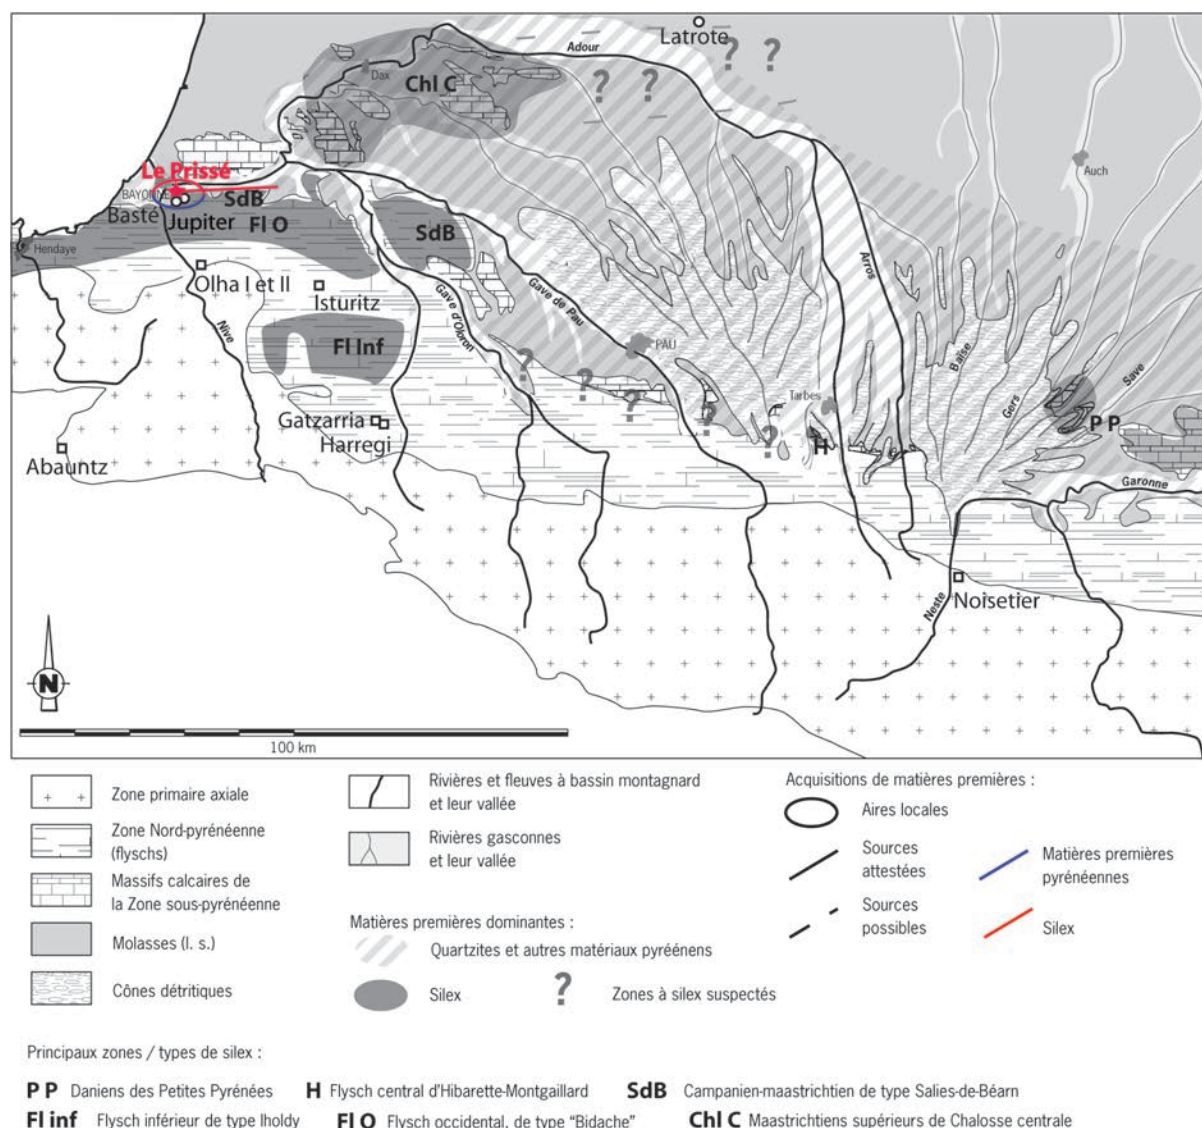 Latrote
Adour
Dax
Chl C
Le Prissé
BAYONNE
SdB
Basté
Jupiter
Fl O
SdB
Auch
Hendaye
Olha I et II
Isturitz
Nive
Gave d'Oloron
Gave de Pau
Arros
PAU
Fl Inf
Baïse
Gers
Save
Tarbes
Gatzarria
Harregi
Abauntz
H
P P
Garonne
Neste
Noisetier
N
100 km
Zone primaire axiale
Zone Nord-pyrénéenne
(flyschs)
Massifs calcaires de
la Zone sous-pyrénéenne
Molasses (l. s.)
Cônes détritiques
Rivières et fleuves à bassin montagnard
et leur vallée
Rivières gasconnes
et leur vallée
Matières premières dominantes :
Quartzites et autres matériaux pyréénens
Silex
? Zones à silex suspectés
Acquisitions de matières premières :
Aires locales
Sources
attestées
Sources
possibles
Matières premières
pyrénéennes
Silex
Principaux zones / types de silex :
P P Daniens des Petites Pyrénées H Flysch central d'Hibarette-Montgaillard SdB Campanien-maastrichtien de type Salies-de-Béarn
Fl inf Flysch inférieur de type Iholdy Fl O Flysch occidental, de type "Bidache" Chl C Maastrichtiens supérieurs de Chalosse centrale